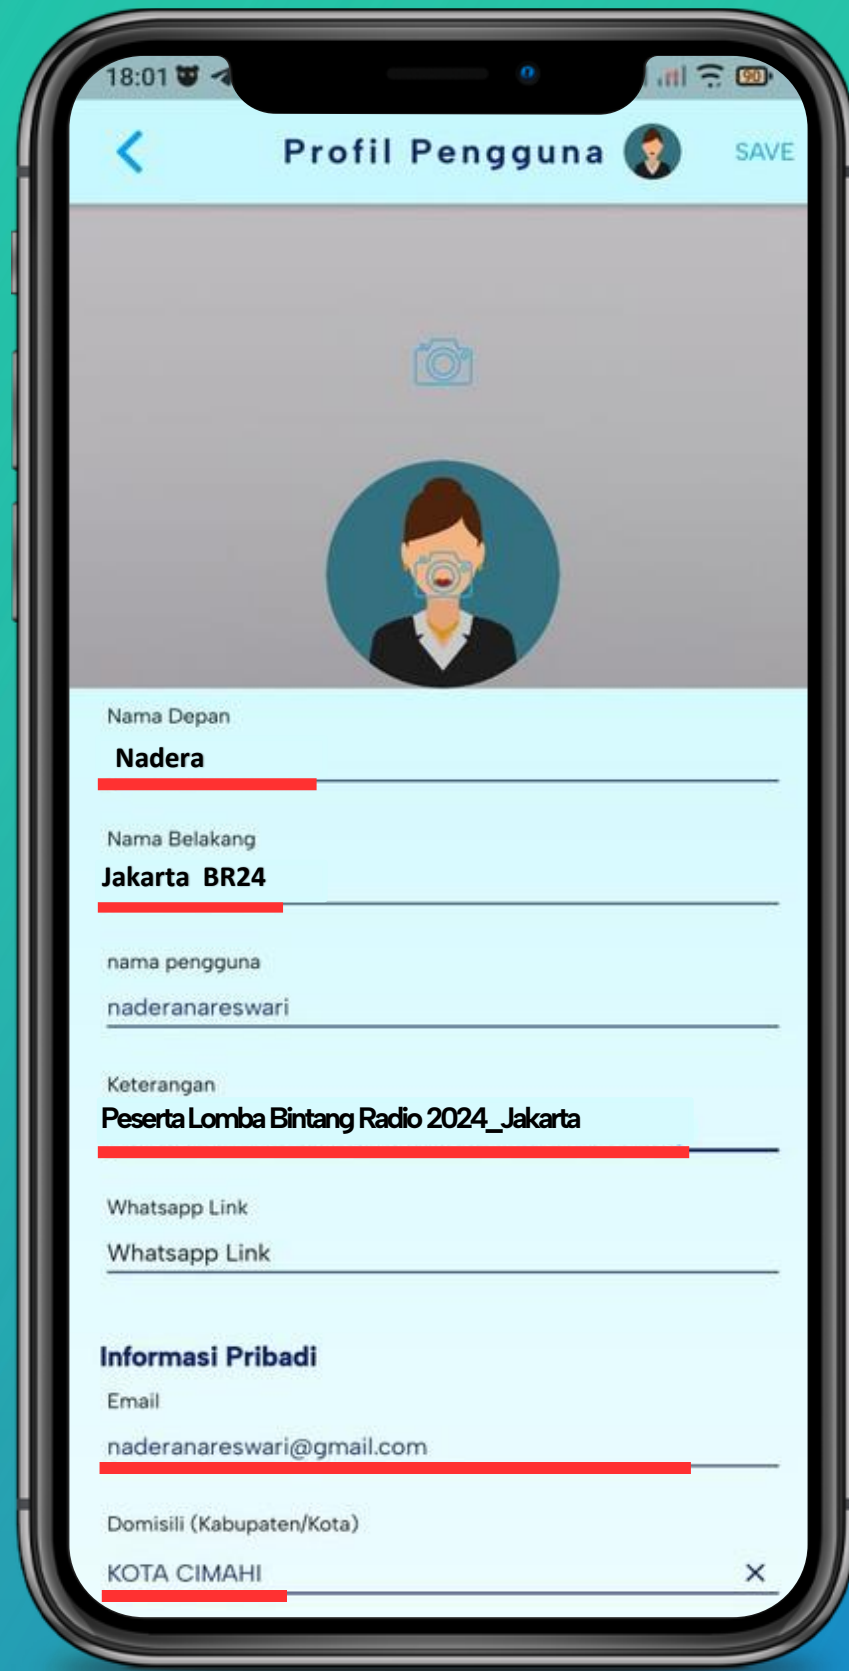 18:01
90
Profil Pengguna
SAVE
Nama Depan
Nadera
Nama Belakang
Jakarta BR24
nama pengguna
naderanareswari
Keterangan
Peserta Lomba Bintang Radio 2024_Jakarta
Whatsapp Link
Whatsapp Link
Informasi Pribadi
Email
naderanareswari@gmail.com
Domisili (Kabupaten/Kota)
KOTA CIMAHI